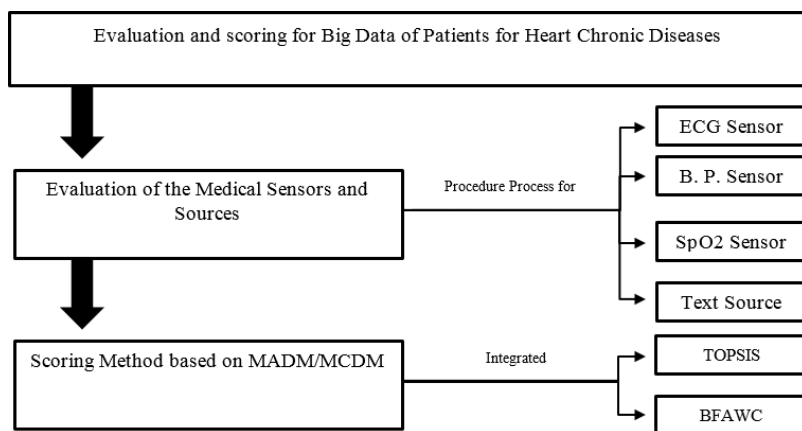 Evaluation and scoring for Big Data of Patients for Heart Chronic Diseases
ECG Sensor
Evaluation of the Medical Sensors and
Sources
Procedure Process for
B. P. Sensor
SpO2 Sensor
Text Source
Scoring Method based on MADM/MCDM
Integrated
TOPSIS
BFAWC